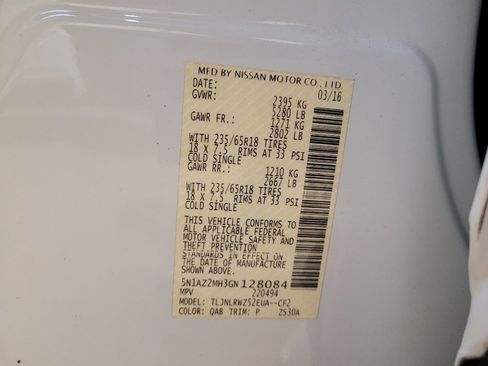 MFD BY NISSAN MOTOR CO., LTD.
DATE: 03/16
GVWR: 2395 KG
5280 LB
GAWR FR.: 1271 KG
2802 LB
WITH 235/65R18 TIRES
18 X 7.5 RIMS AT 33 PSI
COLD SINGLE
GAWR RR.: 1210 KG
2667 LB
WITH 235/65R18 TIRES
18 X 7.5 RIMS AT 33 PSI
COLD SINGLE
THIS VEHICLE CONFORMS TO
ALL APPLICABLE FEDERAL
MOTOR VEHICLE SAFETY AND
THEFT PREVENTION
STANDARDS IN EFFECT ON
THE DATE OF MANUFACTURE
SHOWN ABOVE.
5N1AZ2MH3GN128084
MPV 220494
MODEL: TLJNLRWZ52EUA--CF2
COLOR: QAB TRIM: P ZS30A